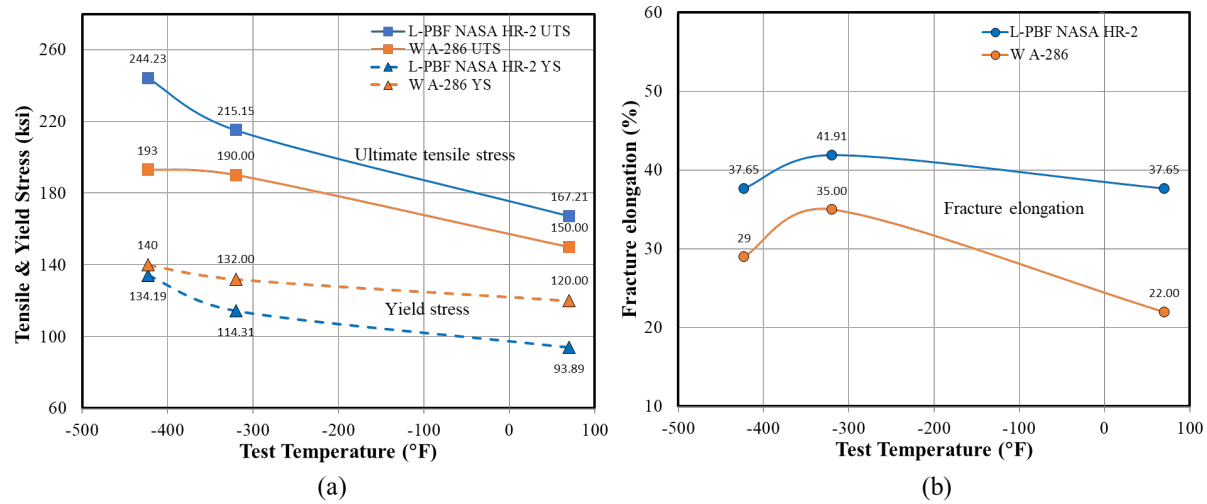 Tensile & Yield Stress (ksi)
260
220
180
140
100
60
L-PBF NASA HR-2 UTS
W A-286 UTS
L-PBF NASA HR-2 YS
W A-286 YS
244.23
215.15
193
190.00
Ultimate tensile stress
167.21
150.00
140
132.00
120.00
134.19
Yield stress
114.31
93.89
-500 -400 -300 -200 -100 0 100
Test Temperature (°F)
(a)
Fracture elongation (%)
60
50
40
30
20
10
L-PBF NASA HR-2
W A-286
41.91
37.65
37.65
35.00
Fracture elongation
29
22.00
-500 -400 -300 -200 -100 0 100
Test Temperature (°F)
(b)